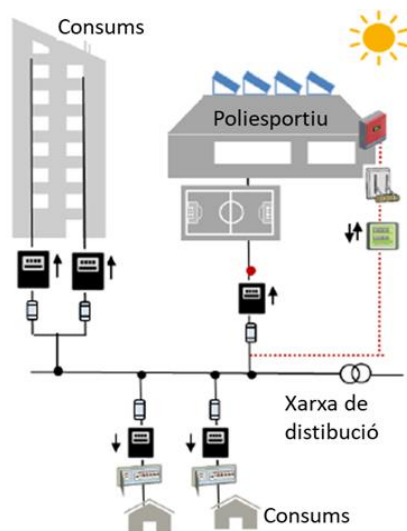 Consums
Poliesportiu
Xarxa de
distibució
Consums